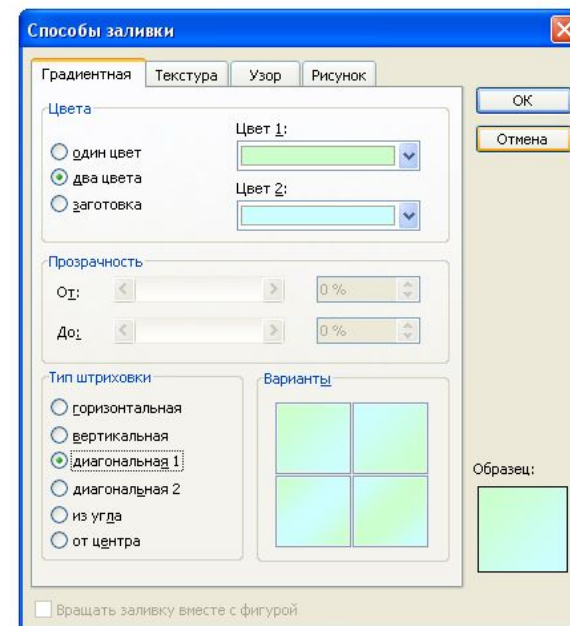 Способы заливки
Градиентная Текстура Узор Рисунок
ОК
Отмена
Цвета
один цвет
два цвета
заготовка
Цвет 1:
Цвет 2:
Прозрачность
От: 0 %
До: 0 %
Тип штриховки
горизонтальная
вертикальная
диагональная 1
диагональная 2
из угла
от центра
Варианты
Образец:
Вращать заливку вместе с фигурой